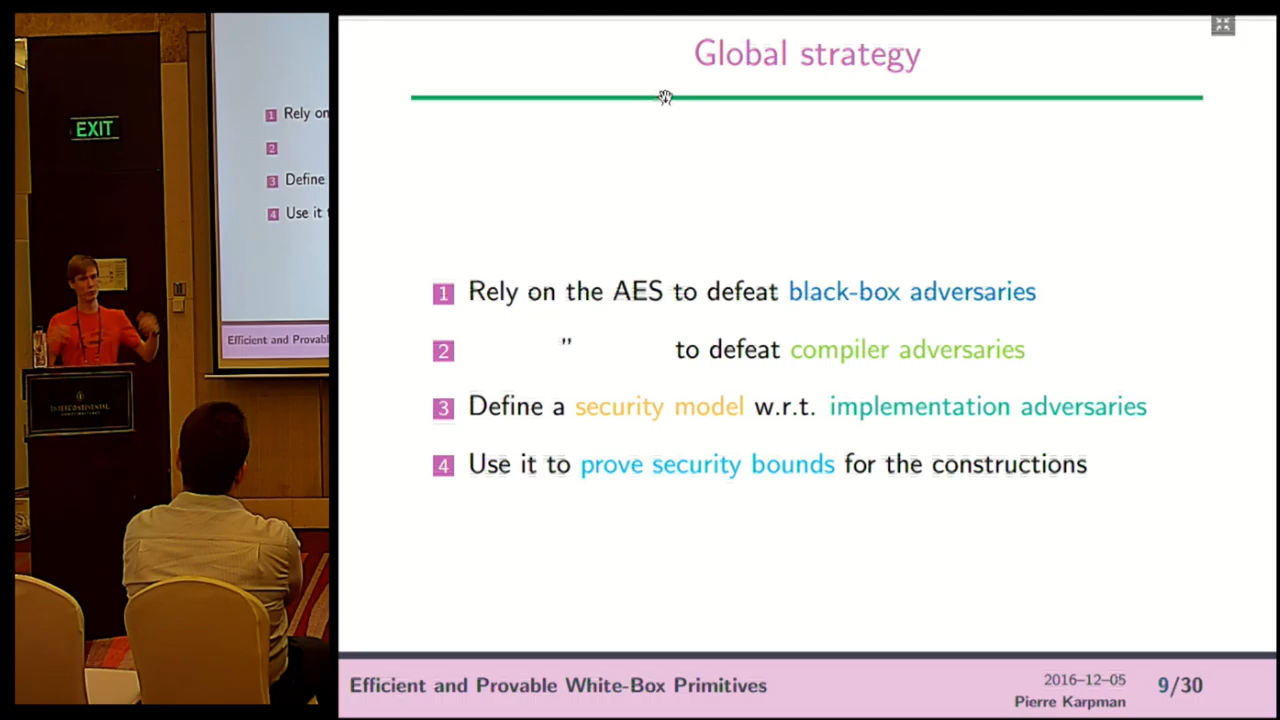 EXIT
1 Rely on
2
3 Define
4 Use it t
Efficient and Provabl
INTERCONTINENTAL
Global strategy
1 Rely on the AES to defeat black-box adversaries
2 " to defeat compiler adversaries
3 Define a security model w.r.t. implementation adversaries
4 Use it to prove security bounds for the constructions
Efficient and Provable White-Box Primitives
2016–12–05
Pierre Karpman
9/30